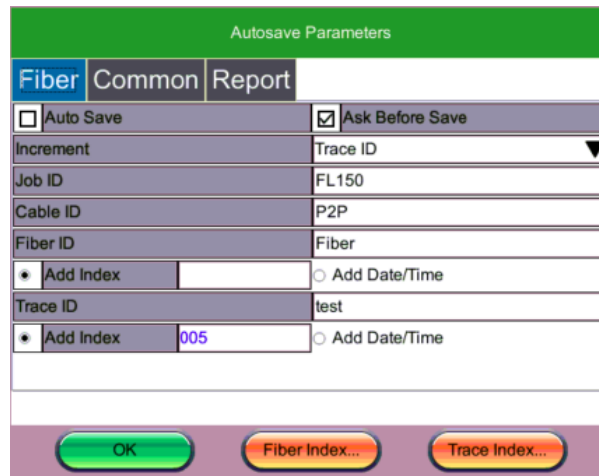 Autosave Parameters
Fiber Common Report
Auto Save Ask Before Save
Increment Trace ID
Job ID FL150
Cable ID P2P
Fiber ID Fiber
Add Index Add Date/Time
Trace ID test
Add Index 005 Add Date/Time
OK Fiber Index... Trace Index...